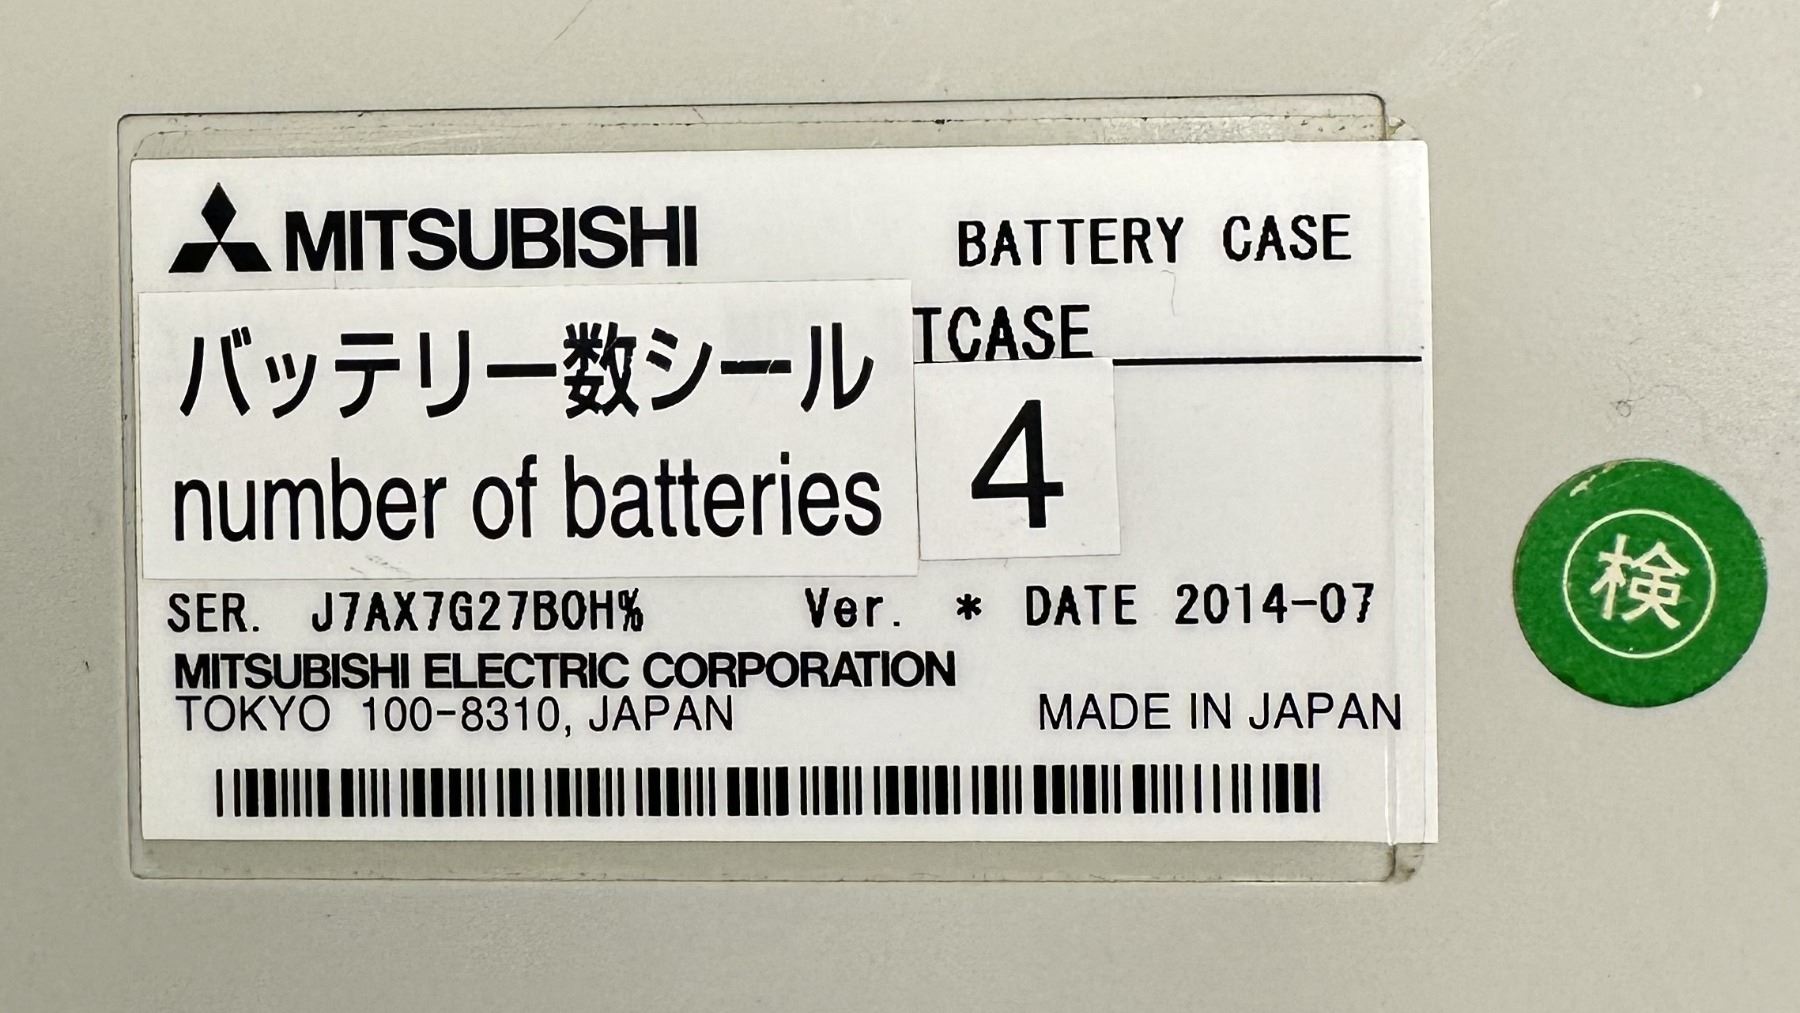 MITSUBISHI
BATTERY CASE
TCASE
バッテリー数シール
number of batteries
4
SER. J7AX7G27B0H%
Ver. * DATE 2014-07
MITSUBISHI ELECTRIC CORPORATION
TOKYO 100-8310, JAPAN
MADE IN JAPAN
検